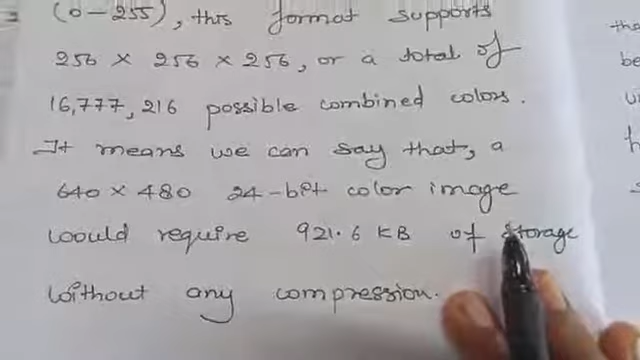 (0-255), this format supports
256 × 256 × 256, or a total of
16,777,216 possible combined colors.
It means we can say that, a
640 × 480 24-bit color image
would require 921.6 KB of storage
without any compression.
tha
be